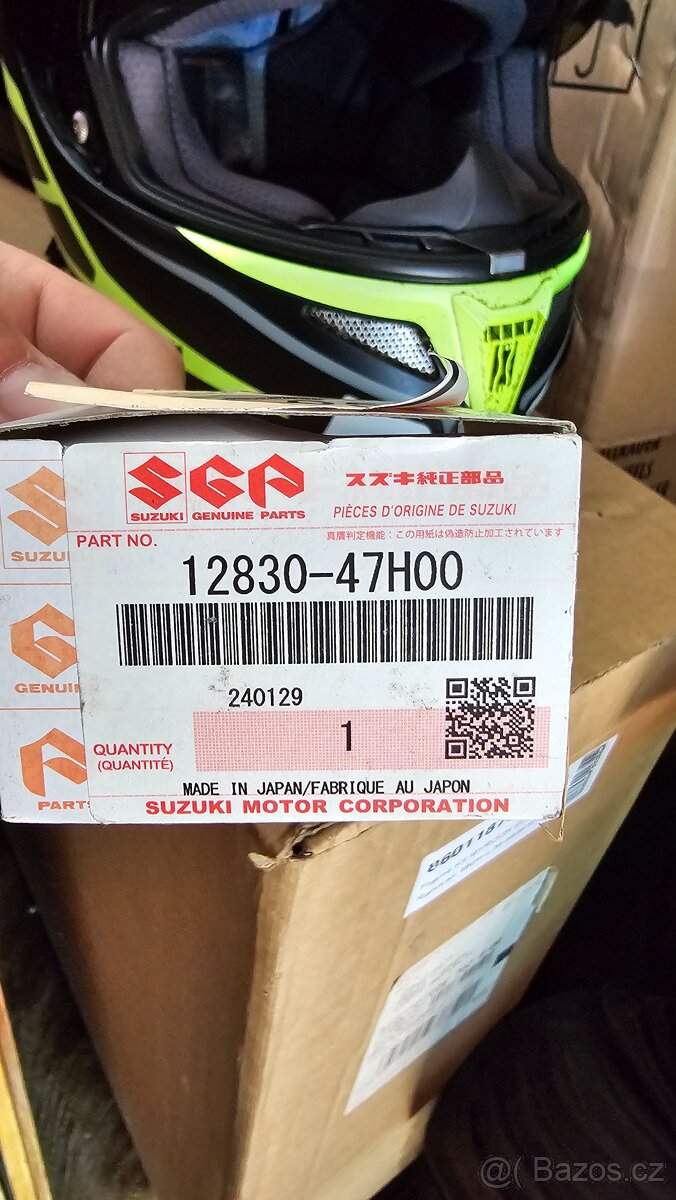 SGP
SUZUKI GENUINE PARTS
スズキ純正部品
PIÈCES D'ORIGINE DE SUZUKI
PART NO.
真贋判定機能：この用紙は偽造防止加工されています
12830-47H00
240129
QUANTITY
(QUANTITÉ)
1
MADE IN JAPAN/FABRIQUE AU JAPON
SUZUKI MOTOR CORPORATION
SUZU
GENUI
PART
@( Bazos.cz